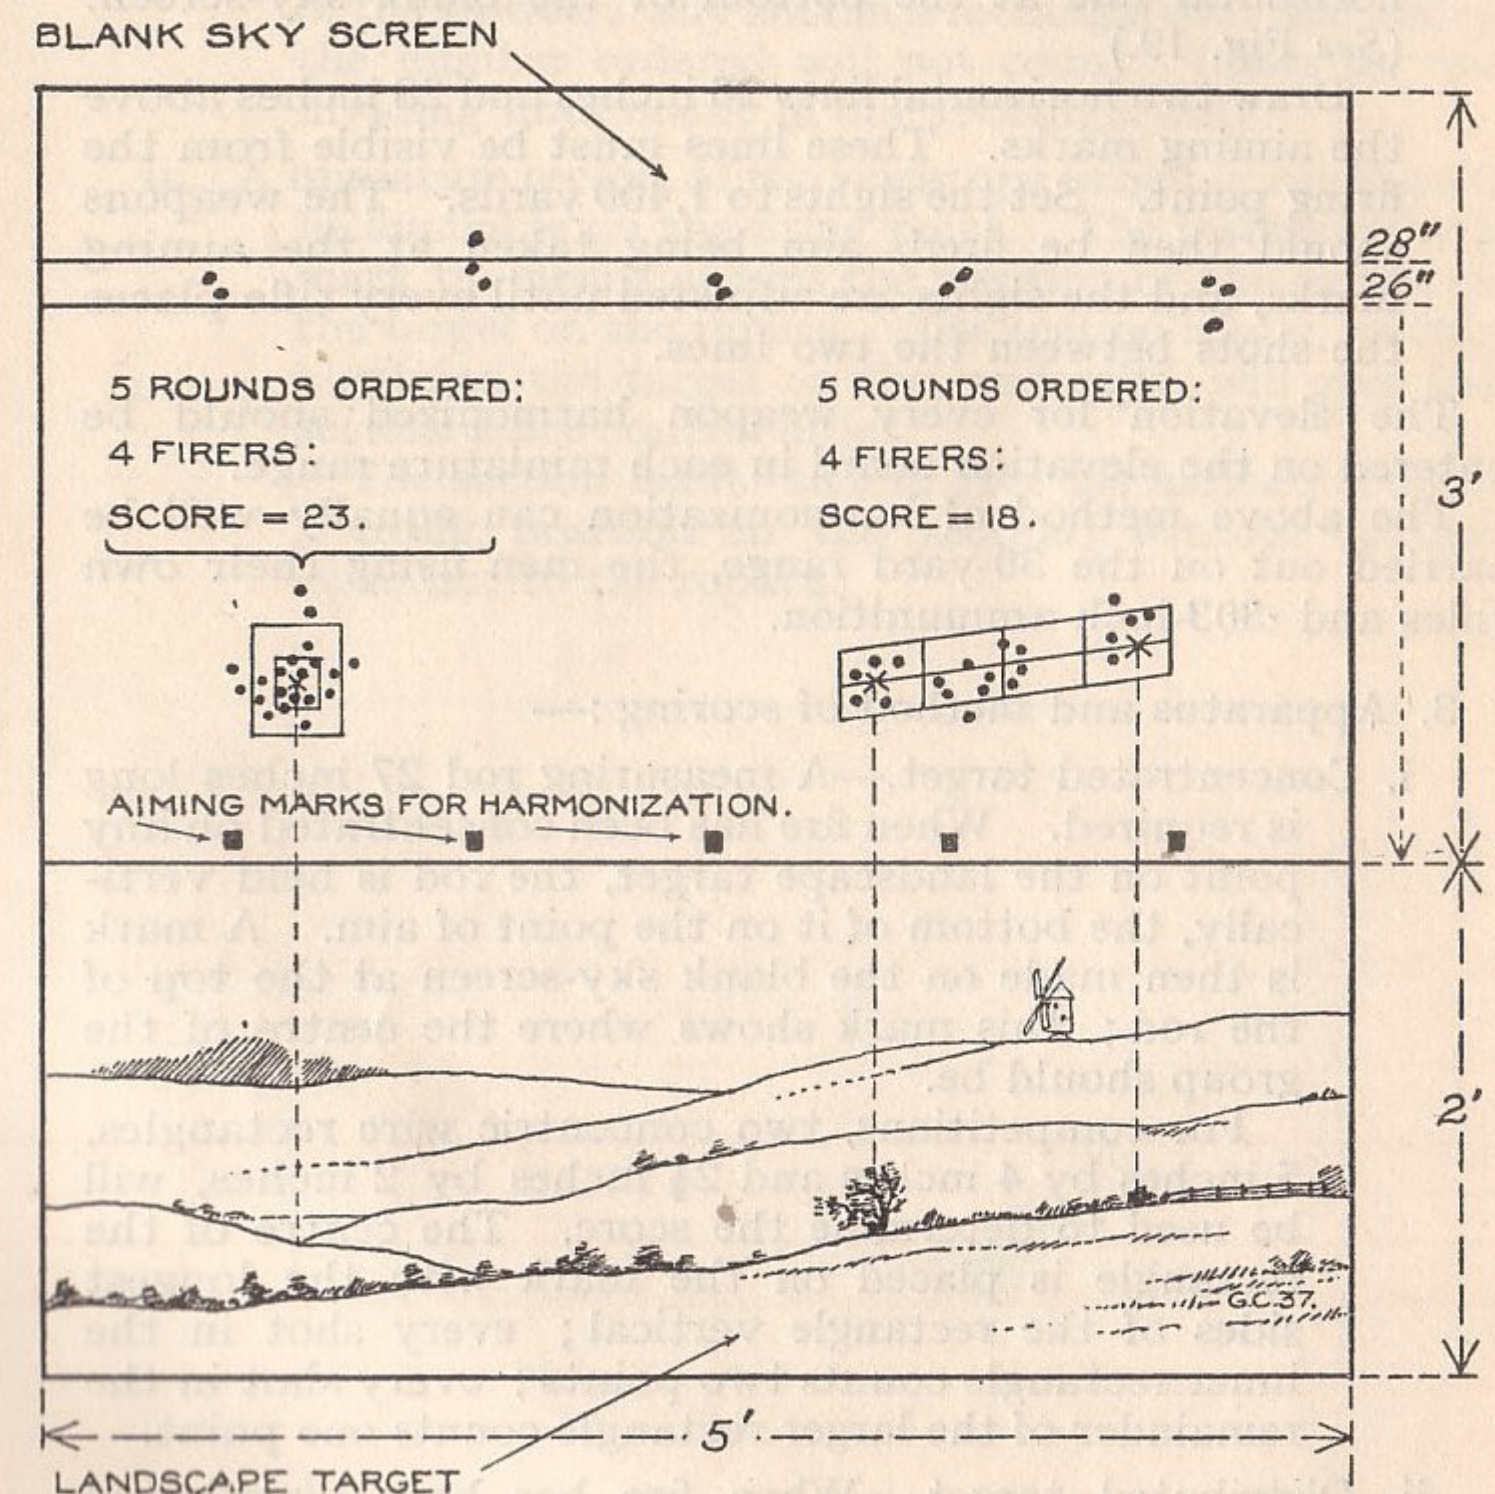 BLANK SKY SCREEN
28"
26"
5 ROUNDS ORDERED:
4 FIRERS:
SCORE = 23.
5 ROUNDS ORDERED:
4 FIRERS:
SCORE = 18.
3'
AIMING MARKS FOR HARMONIZATION.
2'
G.C.37.
5'
LANDSCAPE TARGET